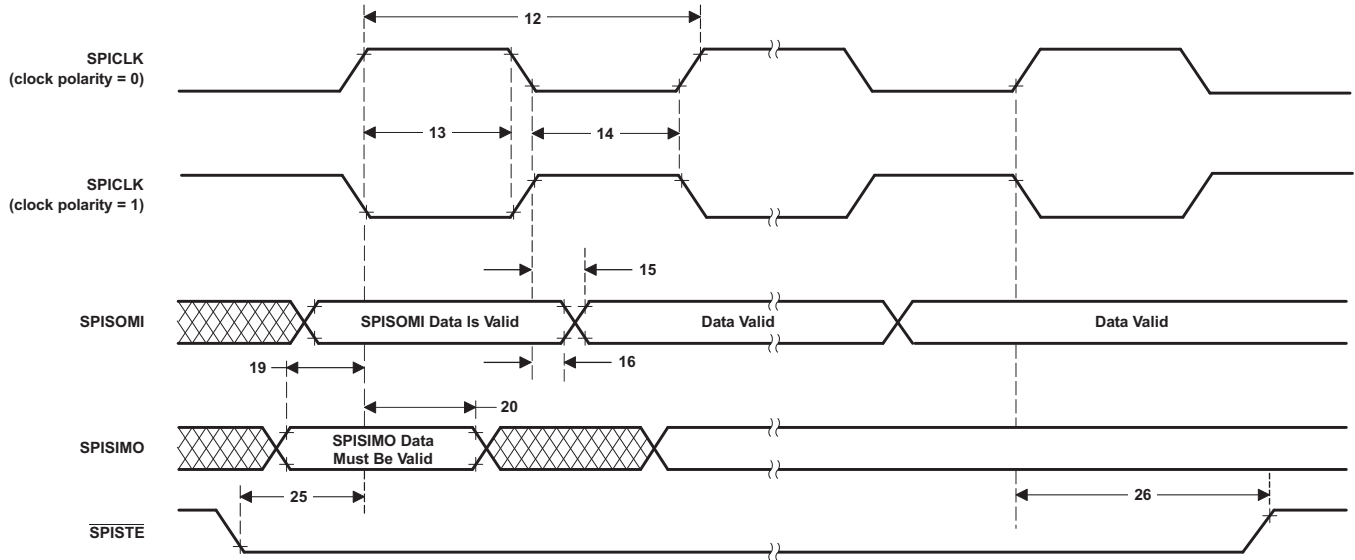 12
SPICLK
(clock polarity = 0)
13
14
SPICLK
(clock polarity = 1)
15
SPISOMI
SPISOMI Data Is Valid
Data Valid
Data Valid
16
19
20
SPISIMO
SPISIMO Data
Must Be Valid
25
26
SPISTE